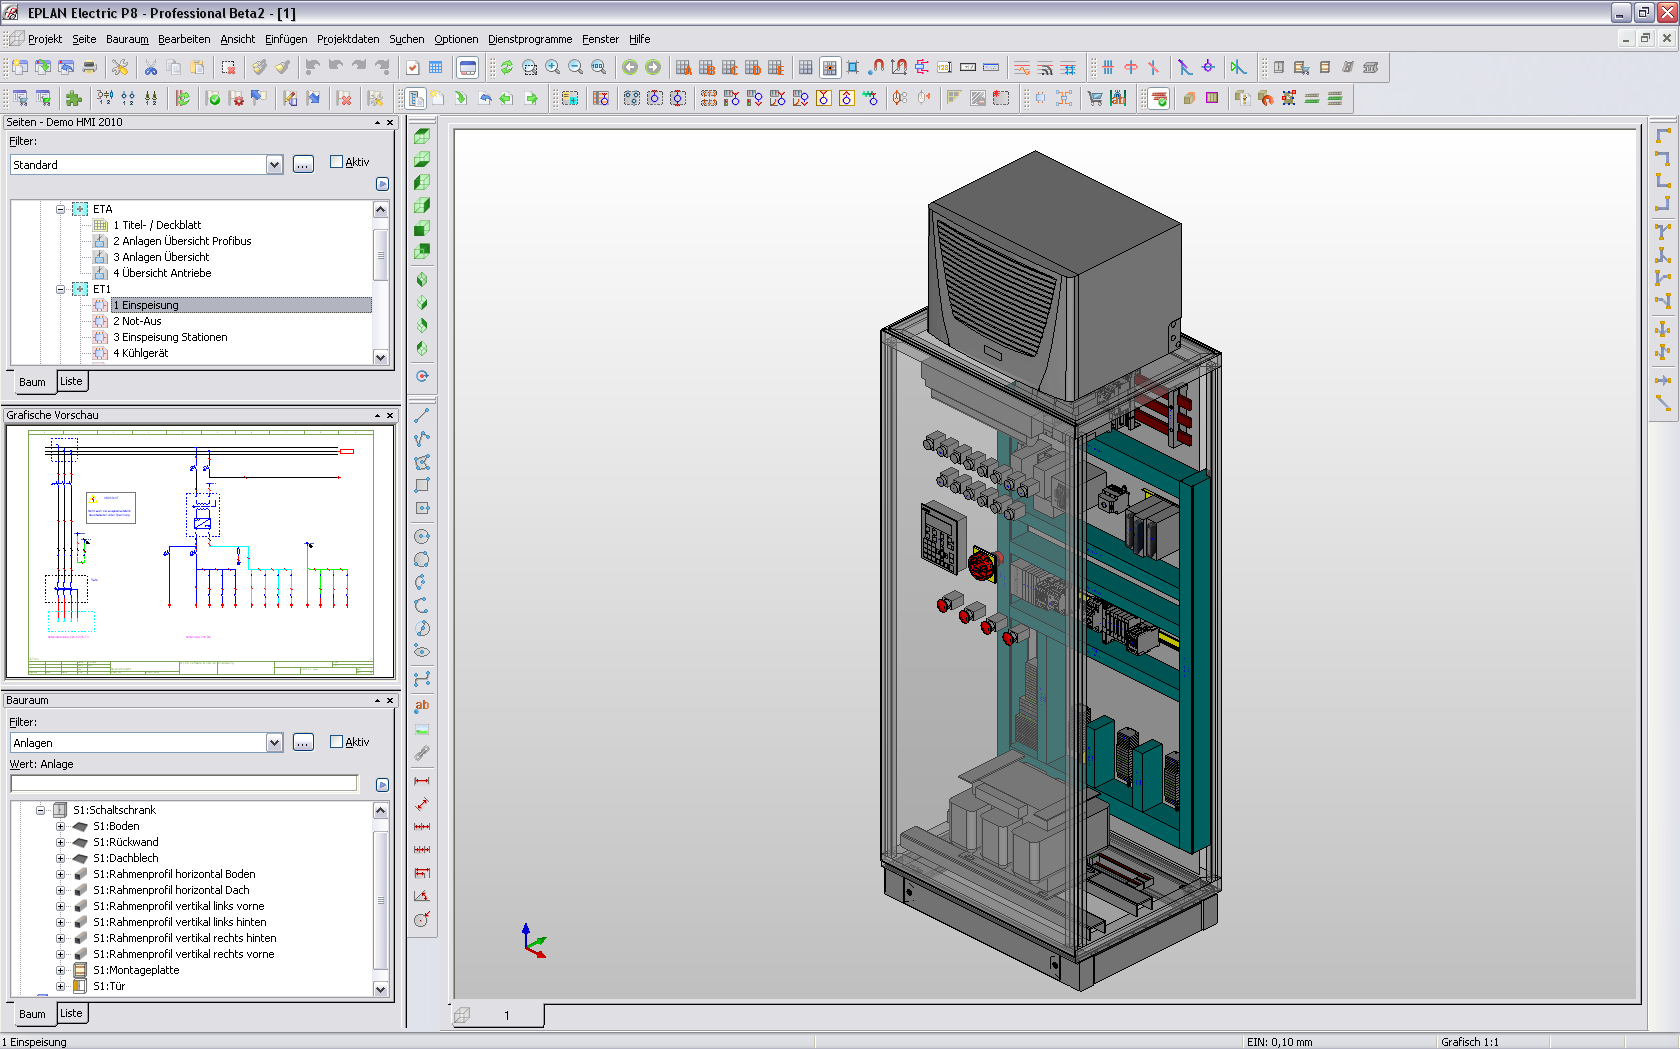 EPLAN Electric P8 - Professional Beta2 - [1]
Projekt Seite Bauraum Bearbeiten Ansicht Einfügen Projektdaten Suchen Optionen Dienstprogramme Fenster Hilfe
Seiten - Demo HMI 2010
Filter:
Standard
...
Aktiv
ETA
1 Titel- / Deckblatt
2 Anlagen Übersicht Profibus
3 Anlagen Übersicht
4 Übersicht Antriebe
ET1
1 Einspeisung
2 Not-Aus
3 Einspeisung Stationen
4 Kühlgerät
Baum Liste
Grafische Vorschau
Bauraum
Filter:
Anlagen
...
Aktiv
Wert: Anlage
S1:Schaltschrank
S1:Boden
S1:Rückwand
S1:Dachblech
S1:Rahmenprofil horizontal Boden
S1:Rahmenprofil horizontal Dach
S1:Rahmenprofil vertikal links vorne
S1:Rahmenprofil vertikal links hinten
S1:Rahmenprofil vertikal rechts hinten
S1:Rahmenprofil vertikal rechts vorne
S1:Montageplatte
S1:Tür
Baum Liste
ab
1
1 Einspeisung
EIN: 0,10 mm
Grafisch 1:1